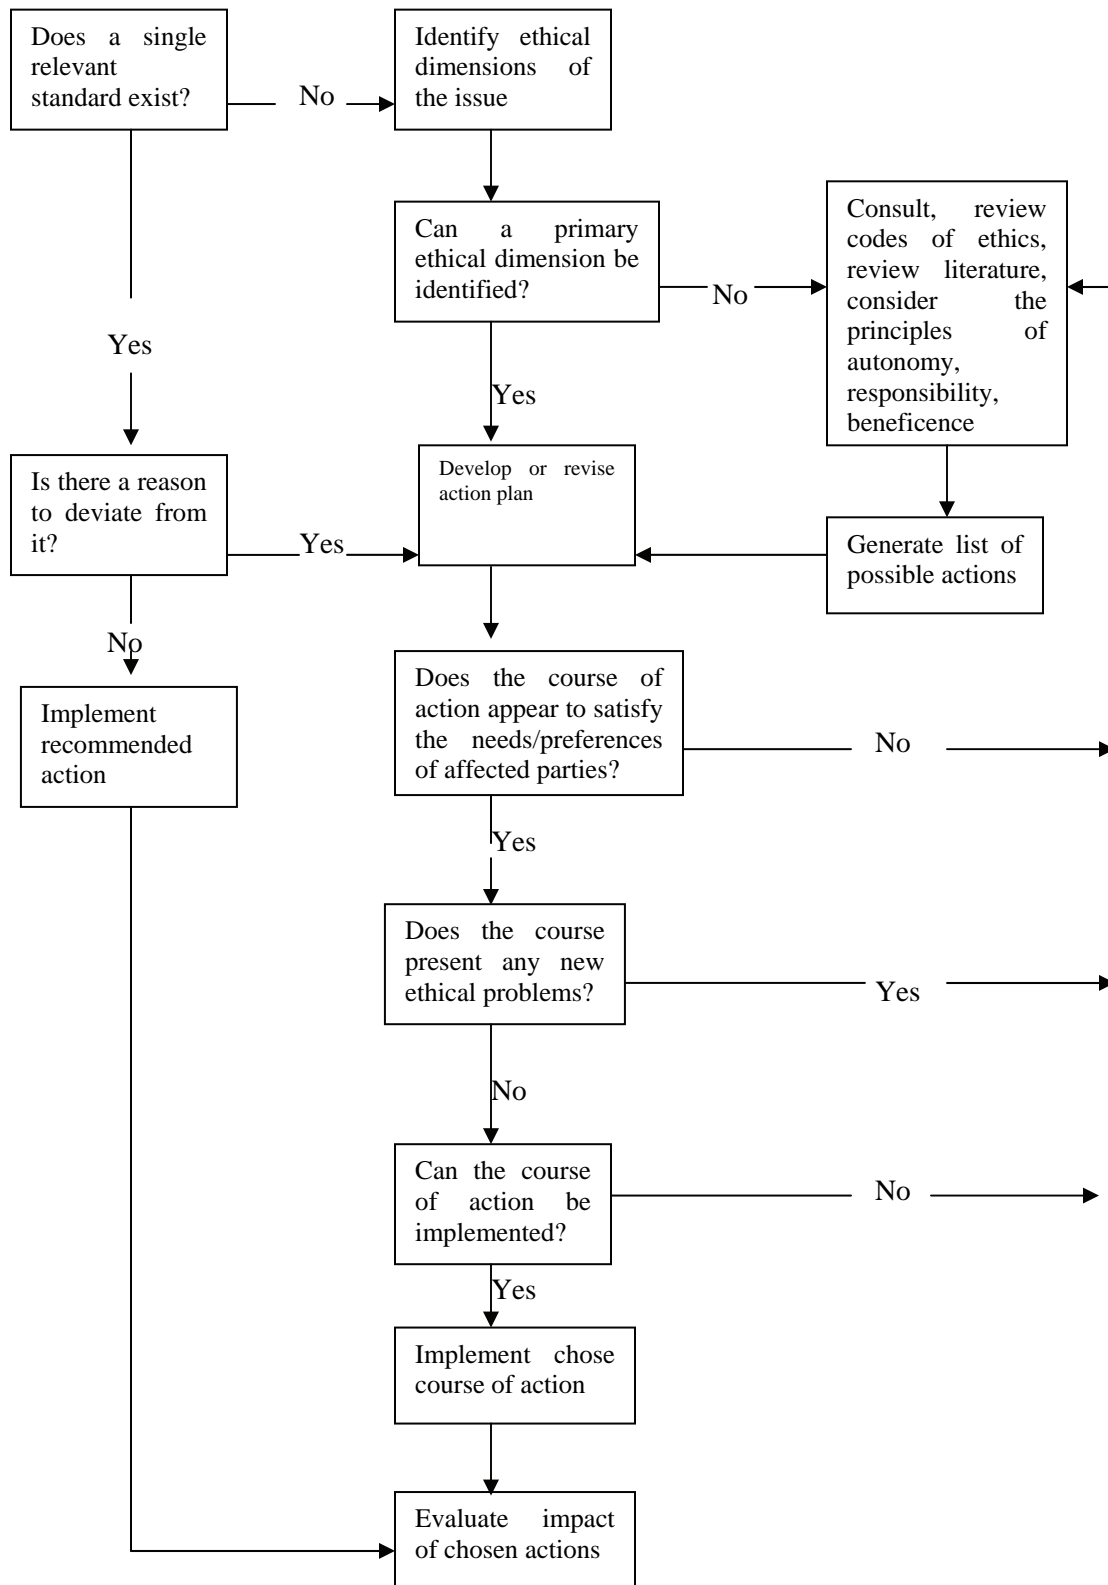 Does a single
relevant
standard exist?
No
Identify ethical
dimensions of
the issue
Can a primary
ethical dimension be
identified?
No
Consult, review
codes of ethics,
review literature,
consider the
principles of
autonomy,
responsibility,
beneficence
Yes
Yes
Is there a reason
to deviate from
it?
Yes
Develop or revise
action plan
Generate list of
possible actions
No
Implement
recommended
action
Does the course of
action appear to satisfy
the needs/preferences
of affected parties?
No
Yes
Does the course
present any new
ethical problems?
Yes
No
Can the course
of action be
implemented?
No
Yes
Implement chose
course of action
Evaluate impact
of chosen actions